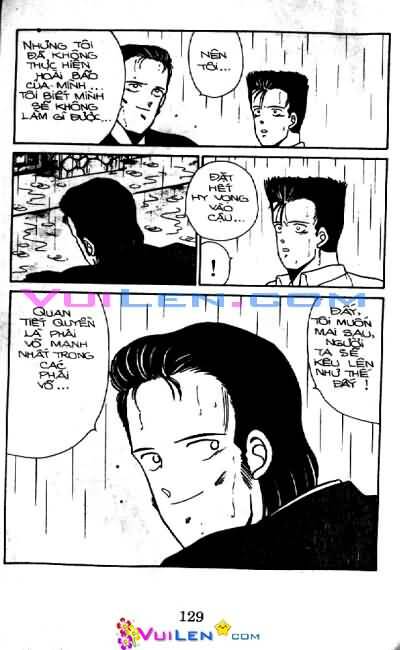 NHƯNG TÔI
ĐÃ KHÔNG
THỰC HIỆN
HOÀI BÃO
CỦA MÌNH...
TÔI BIẾT MÌNH
SẼ KHÔNG
LÀM GÌ ĐƯỢC...
NÊN
TÔI...
ĐẶT
HẾT
HY VỌNG
VÀO
CẬU...
!
QUAN
TIẾT QUYỀN
LÀ PHÁI
VÕ MẠNH
NHẤT TRONG
CÁC
PHÁI
VÕ...
ĐẤY,
TÔI MUỐN
MAI SAU,
NGƯỜI
TA SẼ
KÊU LÊN
NHƯ THẾ
ĐẤY!
VUILEN.COM
129
VUILEN.COM